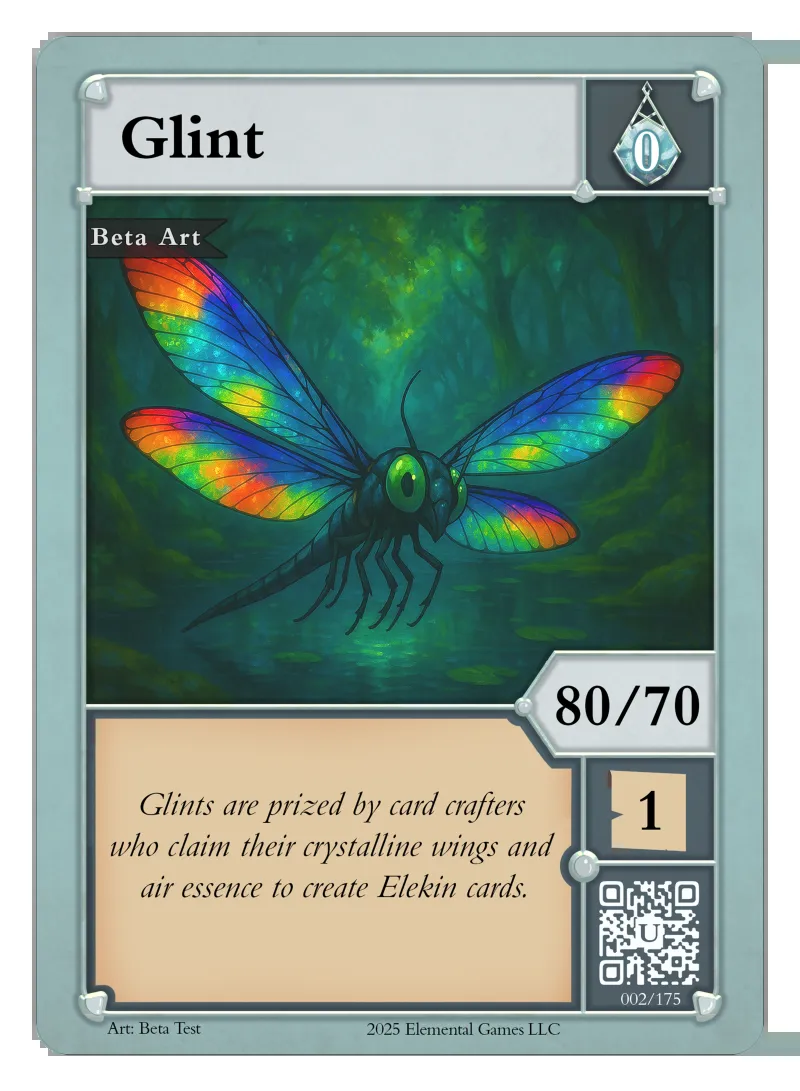 Glint
0
Beta Art
80/70
Glints are prized by card crafters
who claim their crystalline wings and
air essence to create Elekin cards.
1
U
002/175
Art: Beta Test
2025 Elemental Games LLC